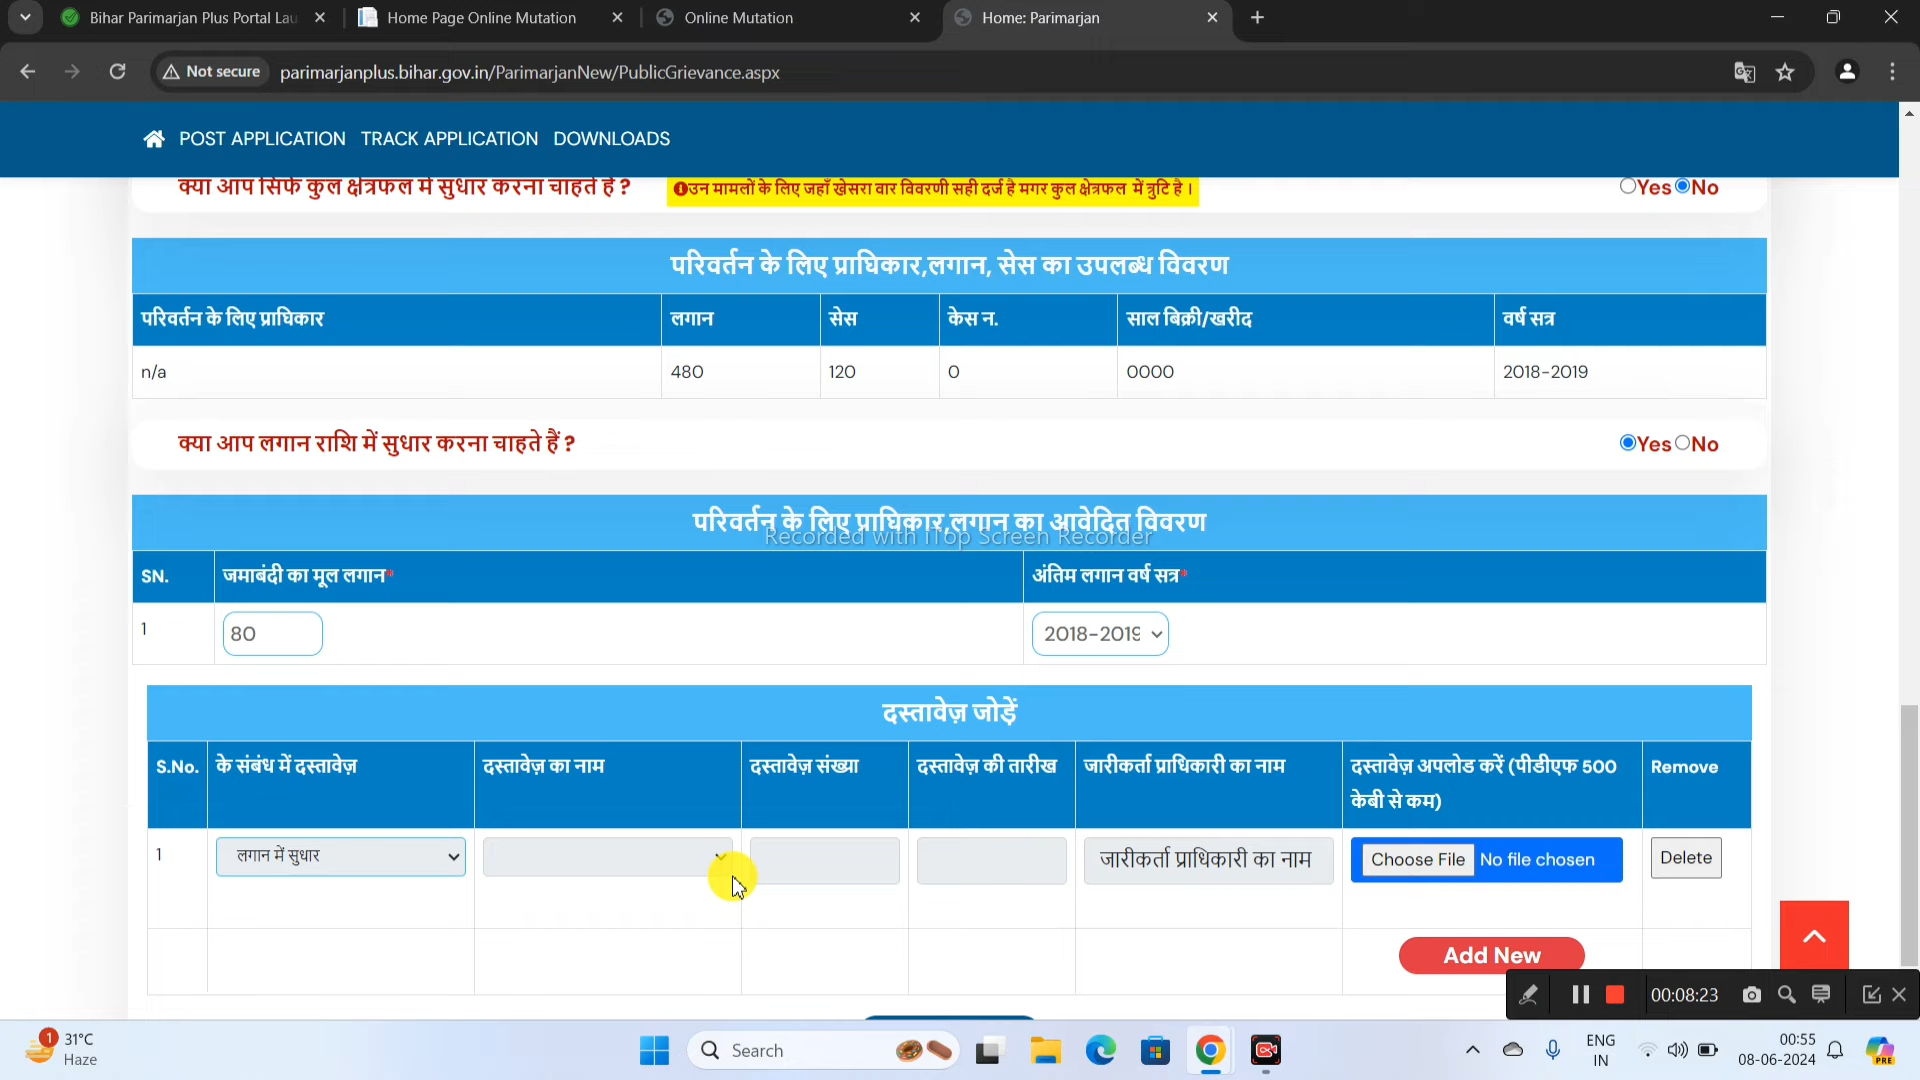 Bihar Parimarjan Plus Portal Lau
Home Page Online Mutation
Online Mutation
Home: Parimarjan
Not secure
parimarjanplus.bihar.gov.in/ParimarjanNew/PublicGrievance.aspx
POST APPLICATION TRACK APPLICATION DOWNLOADS
क्या आप सिर्फ कुल क्षेत्रफल में सुधार करना चाहते हैं ? उन मामलों के लिए जहाँ खेसरा वार विवरणी सही दर्ज है मगर कुल क्षेत्रफल में त्रुटि है । Yes No
परिवर्तन के लिए प्राधिकार,लगान, सेस का उपलब्ध विवरण
परिवर्तन के लिए प्राधिकार लगान सेस केस न. साल बिक्री/खरीद वर्ष सत्र
n/a 480 120 0 0000 2018-2019
क्या आप लगान राशि में सुधार करना चाहते हैं ? Yes No
परिवर्तन के लिए प्राधिकार,लगान का आवेदित विवरण
Recorded with iTop Screen Recorder
SN. जमाबंदी का मूल लगान* अंतिम लगान वर्ष सत्र*
1 80 2018-2019
दस्तावेज़ जोड़ें
S.No. के संबंध में दस्तावेज़ दस्तावेज़ का नाम दस्तावेज़ संख्या दस्तावेज़ की तारीख जारीकर्ता प्राधिकारी का नाम दस्तावेज़ अपलोड करें (पीडीएफ 500 Remove
केबी से कम)
1 लगान में सुधार जारीकर्ता प्राधिकारी का नाम Choose File No file chosen Delete
Add New
00:08:23
1 31°C
Haze
Search
ENG
IN
00:55
08-06-2024
PRE